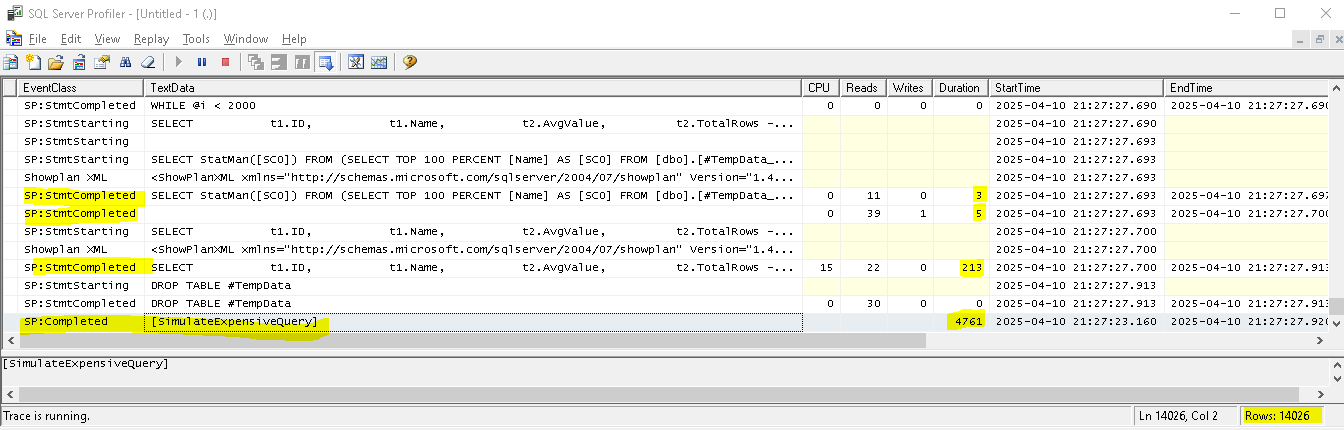 SQL Server Profiler - [Untitled - 1 (.)]
File Edit View Replay Tools Window Help
EventClass TextData CPU Reads Writes Duration StartTime EndTime
SP:StmtCompleted WHILE @i < 2000 0 0 0 0 2025-04-10 21:27:27.690 2025-04-10 21:27:27.690
SP:StmtStarting SELECT t1.ID, t1.Name, t2.AvgValue, t2.TotalRows -... 2025-04-10 21:27:27.690
SP:StmtStarting 2025-04-10 21:27:27.693
SP:StmtStarting SELECT StatMan([SC0]) FROM (SELECT TOP 100 PERCENT [Name] AS [SC0] FROM [dbo].[#TempData_... 2025-04-10 21:27:27.693
Showplan XML <ShowPlanXML xmlns="http://schemas.microsoft.com/sqlserver/2004/07/showplan" Version="1.4... 2025-04-10 21:27:27.693
SP:StmtCompleted SELECT StatMan([SC0]) FROM (SELECT TOP 100 PERCENT [Name] AS [SC0] FROM [dbo].[#TempData_... 0 11 0 3 2025-04-10 21:27:27.693 2025-04-10 21:27:27.697
SP:StmtCompleted 0 39 1 5 2025-04-10 21:27:27.693 2025-04-10 21:27:27.700
SP:StmtStarting SELECT t1.ID, t1.Name, t2.AvgValue, t2.TotalRows -... 2025-04-10 21:27:27.700
Showplan XML <ShowPlanXML xmlns="http://schemas.microsoft.com/sqlserver/2004/07/showplan" Version="1.4... 2025-04-10 21:27:27.700
SP:StmtCompleted SELECT t1.ID, t1.Name, t2.AvgValue, t2.TotalRows -... 15 22 0 213 2025-04-10 21:27:27.700 2025-04-10 21:27:27.913
SP:StmtStarting DROP TABLE #TempData 2025-04-10 21:27:27.913
SP:StmtCompleted DROP TABLE #TempData 0 30 0 0 2025-04-10 21:27:27.913 2025-04-10 21:27:27.913
SP:Completed [SimulateExpensiveQuery] 4761 2025-04-10 21:27:23.160 2025-04-10 21:27:27.920
[SimulateExpensiveQuery]
Trace is running. Ln 14026, Col 2 Rows: 14026